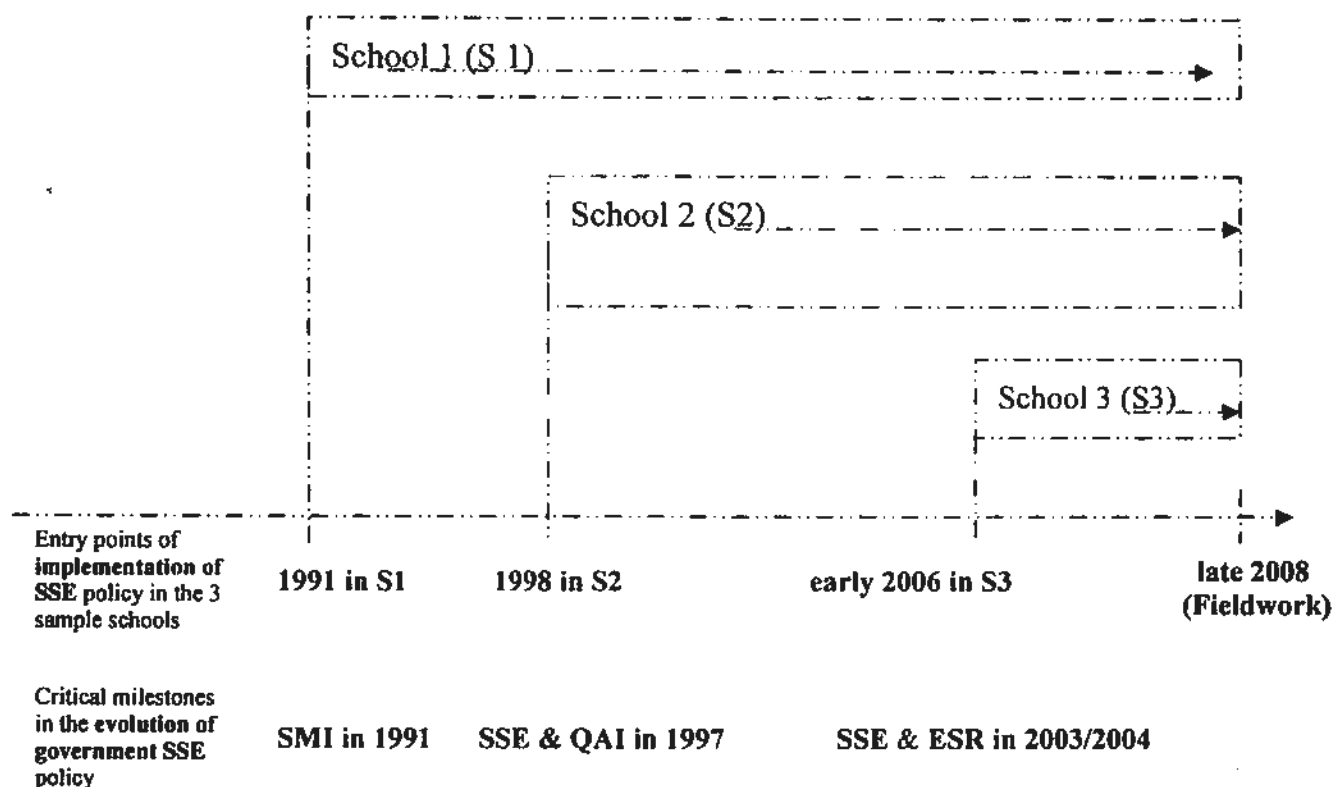 School 1 (S 1)
School 2 (S2)
School 3 (S3)
Entry points of
implementation of
SSE policy in the 3
sample schools
1991 in S1
1998 in S2
early 2006 in S3
late 2008
(Fieldwork)
Critical milestones
in the evolution of
government SSE
policy
SMI in 1991
SSE & QAI in 1997
SSE & ESR in 2003/2004